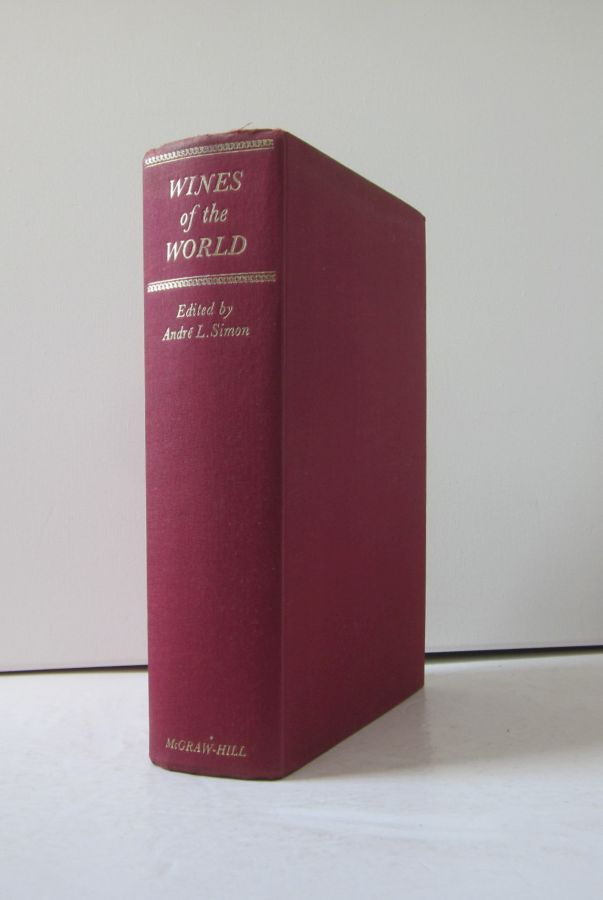 WINES
of the
WORLD
Edited by
André L. Simon
McGRAW-HILL